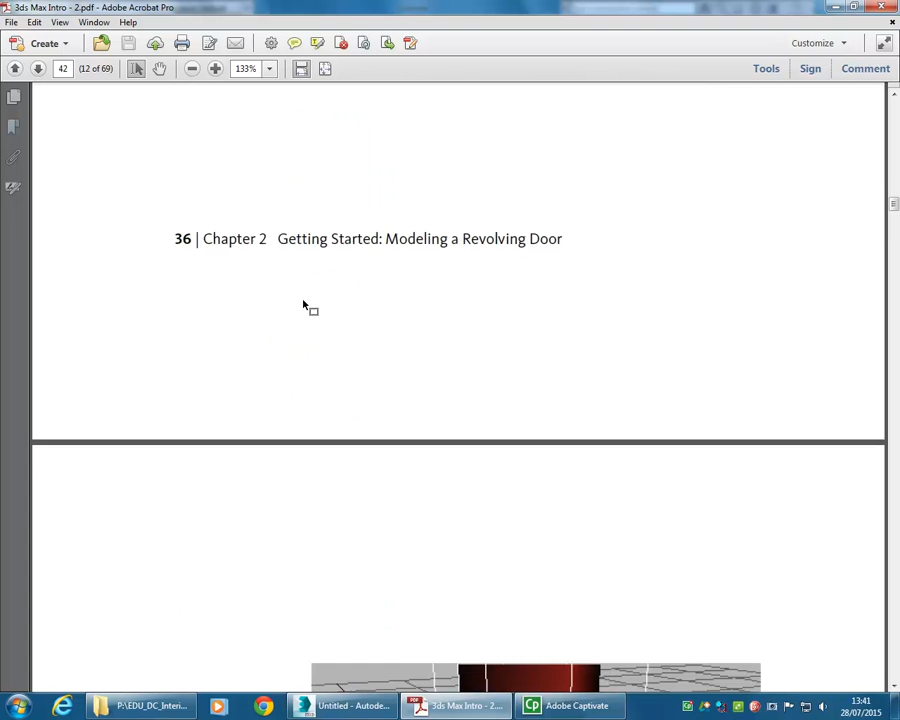 3ds Max Intro - 2.pdf - Adobe Acrobat Pro
File Edit View Window Help
Create Customize
42 (12 of 69) 133% Tools Sign Comment
36 | Chapter 2 Getting Started: Modeling a Revolving Door
P:\EDU_DC_Interi... Untitled - Autode... 3ds Max Intro - 2.... Cp Adobe Captivate 13:41
28/07/2015